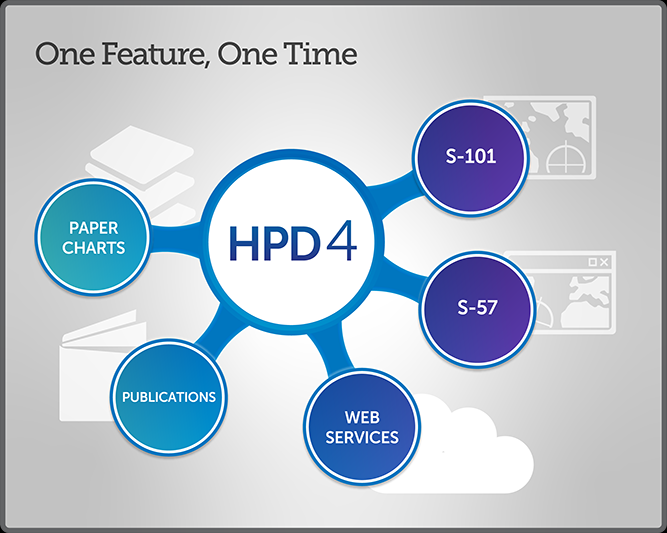 One Feature, One Time
S-101
PAPER
CHARTS
HPD4
S-57
PUBLICATIONS
WEB
SERVICES